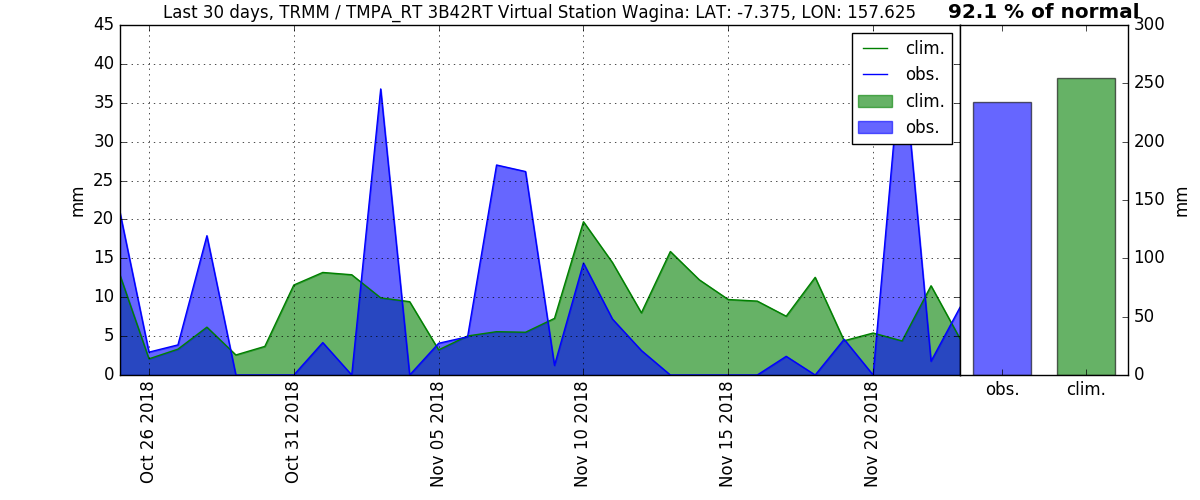 Last 30 days, TRMM / TMPA_RT 3B42RT Virtual Station Wagina: LAT: -7.375, LON: 157.625
92.1 % of normal
45
40
35
30
25
20
15
10
5
0
mm
clim.
obs.
clim.
obs.
Oct 26 2018
Oct 31 2018
Nov 05 2018
Nov 10 2018
Nov 15 2018
Nov 20 2018
300
250
200
150
100
50
0
mm
obs.
clim.